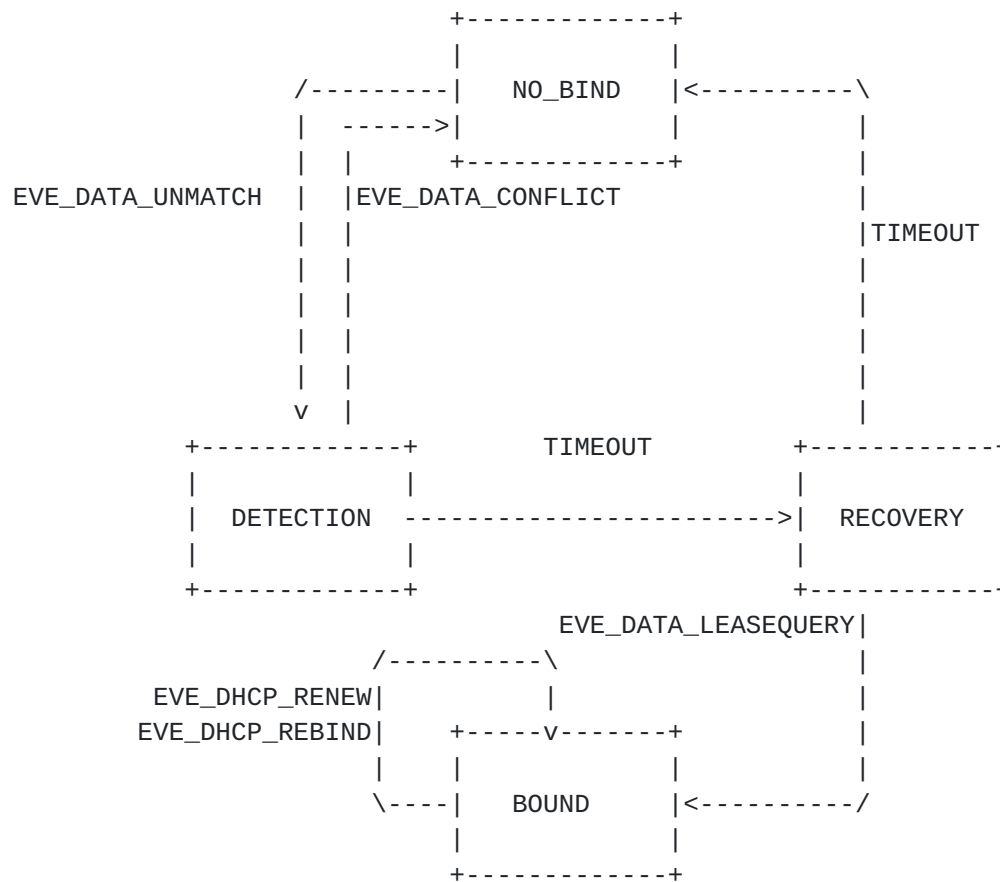 NO_BIND
EVE_DATA_UNMATCH EVE_DATA_CONFLICT
TIMEOUT
TIMEOUT
DETECTION RECOVERY
EVE_DATA_LEASEQUERY
EVE_DHCP_RENEW
EVE_DHCP_REBIND
BOUND